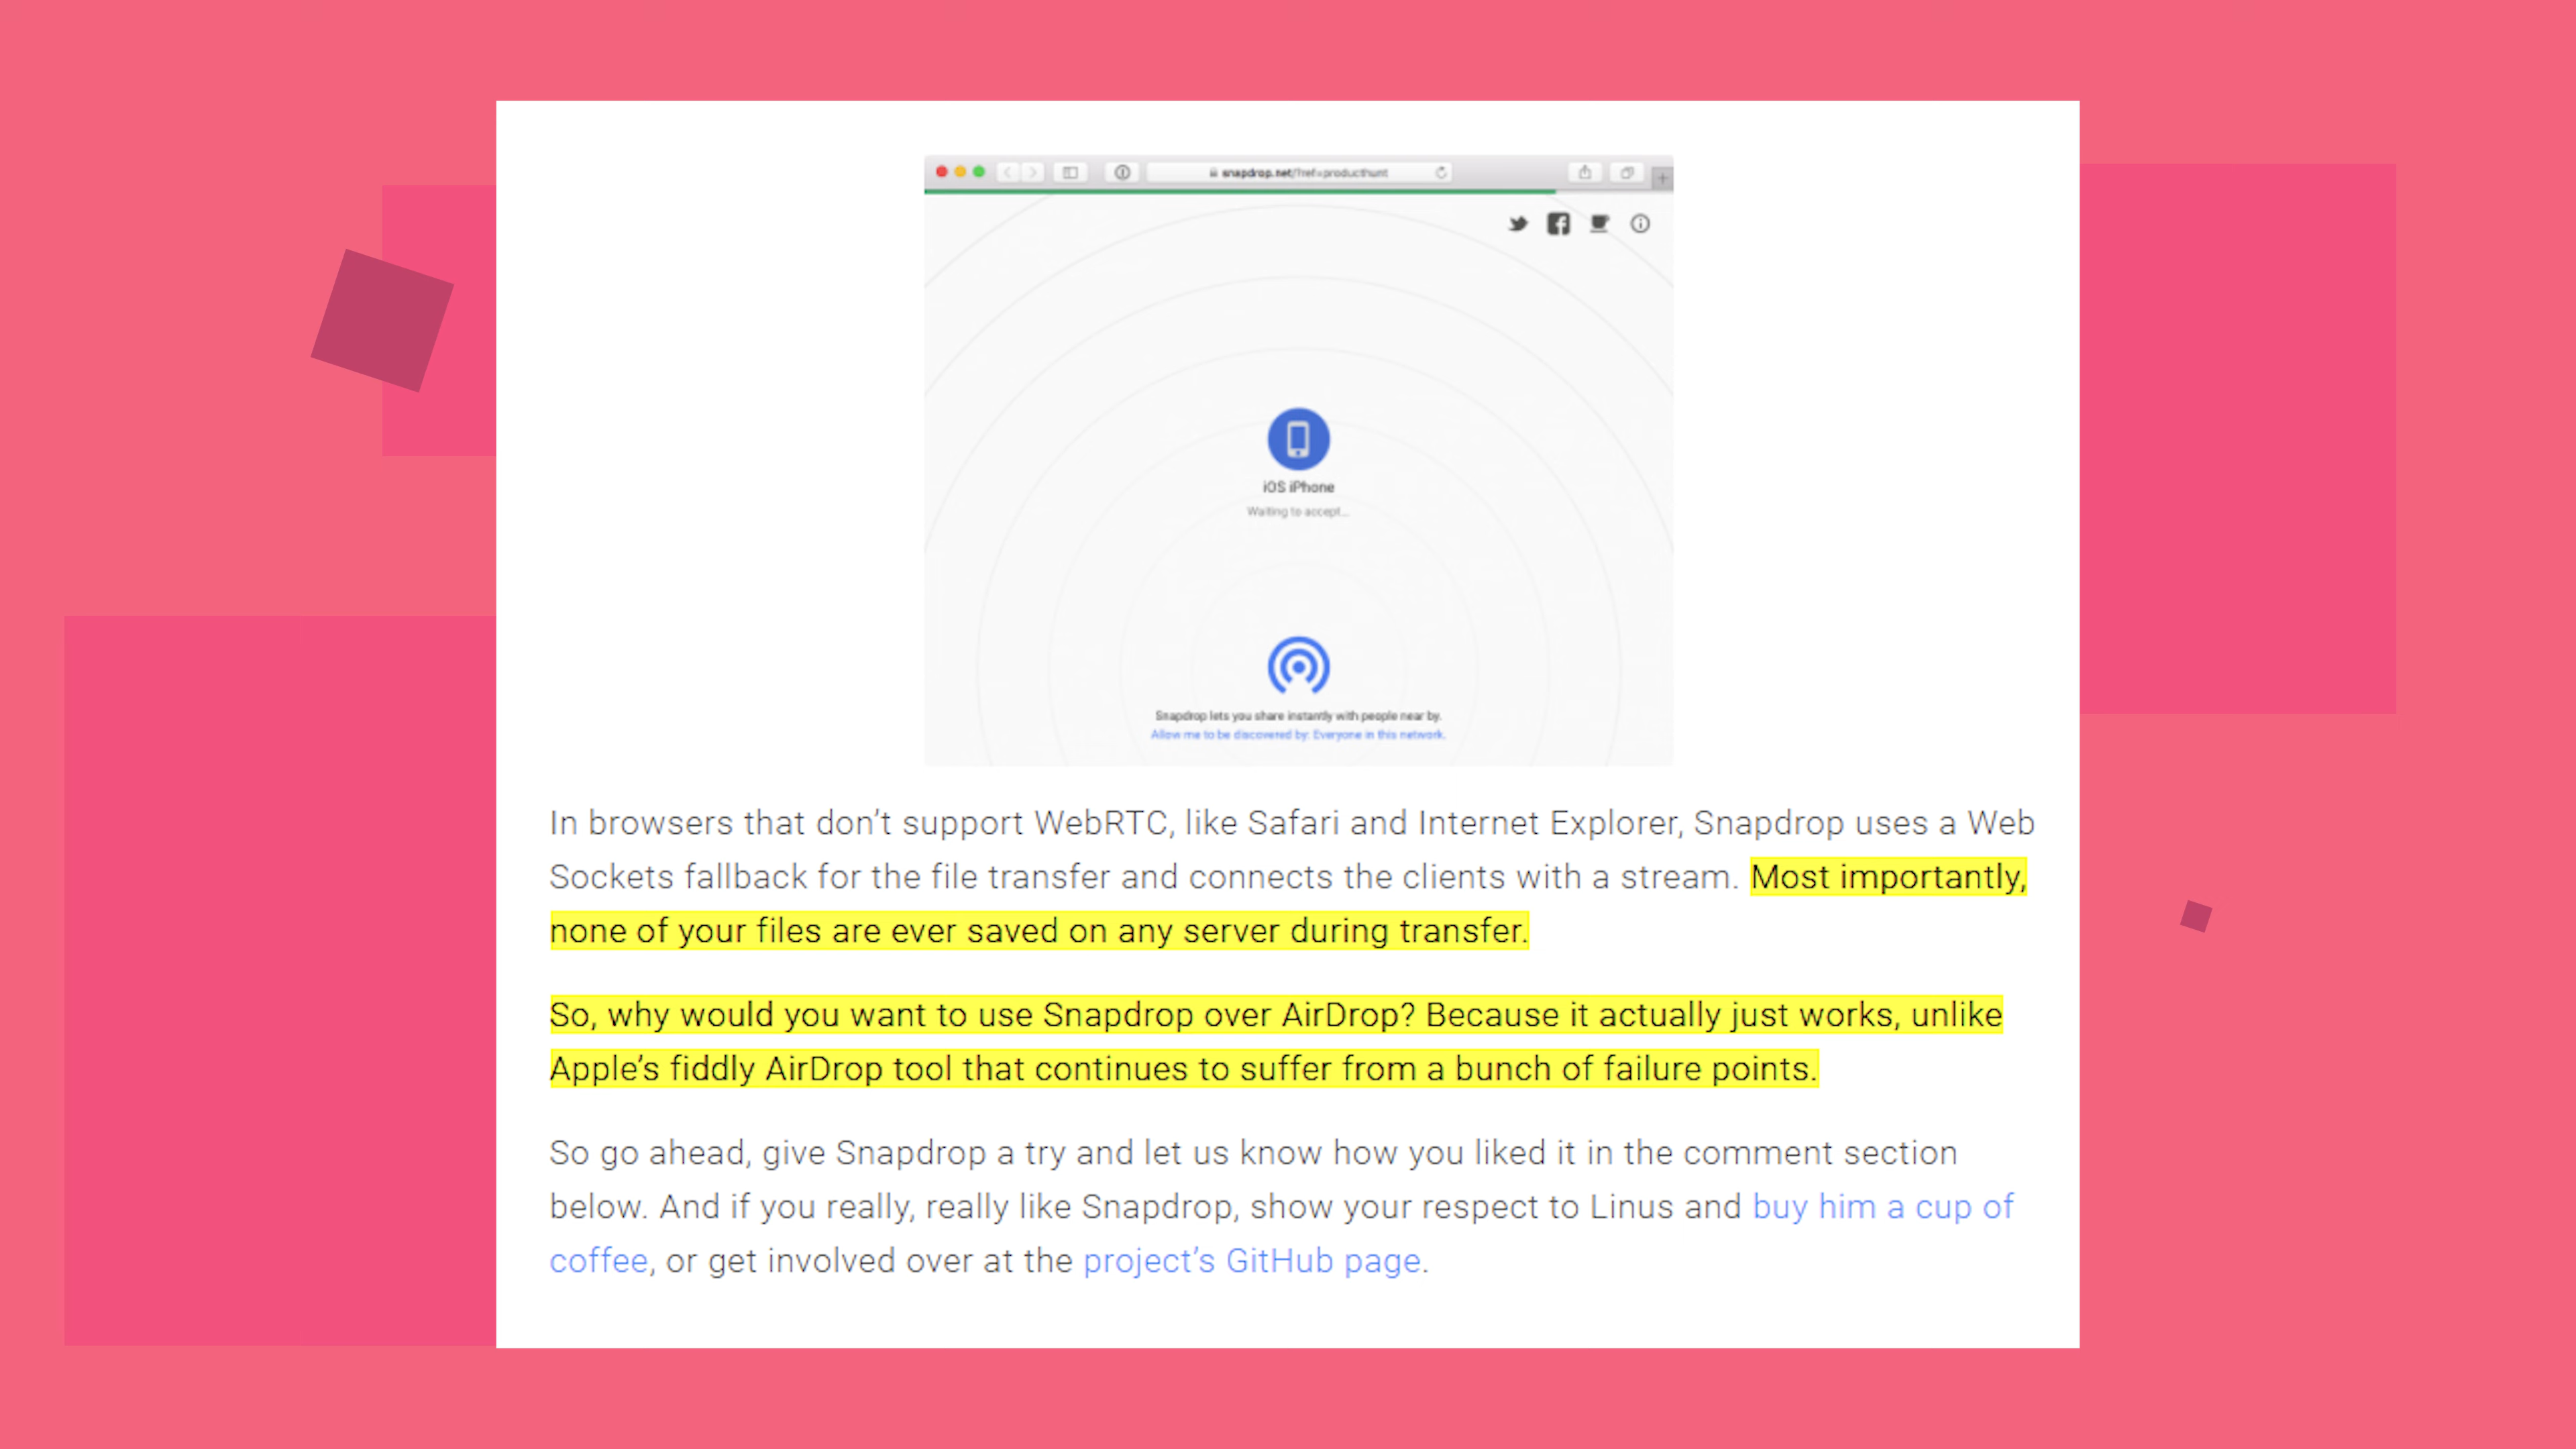 snapdrop.net/?ref=producthunt
iOS iPhone
Waiting to accept...
Snapdrop lets you share instantly with people near by.
Allow me to be discovered by: Everyone in this network.
In browsers that don’t support WebRTC, like Safari and Internet Explorer, Snapdrop uses a Web
Sockets fallback for the file transfer and connects the clients with a stream. Most importantly,
none of your files are ever saved on any server during transfer.
So, why would you want to use Snapdrop over AirDrop? Because it actually just works, unlike
Apple’s fiddly AirDrop tool that continues to suffer from a bunch of failure points.
So go ahead, give Snapdrop a try and let us know how you liked it in the comment section
below. And if you really, really like Snapdrop, show your respect to Linus and buy him a cup of
coffee, or get involved over at the project’s GitHub page.